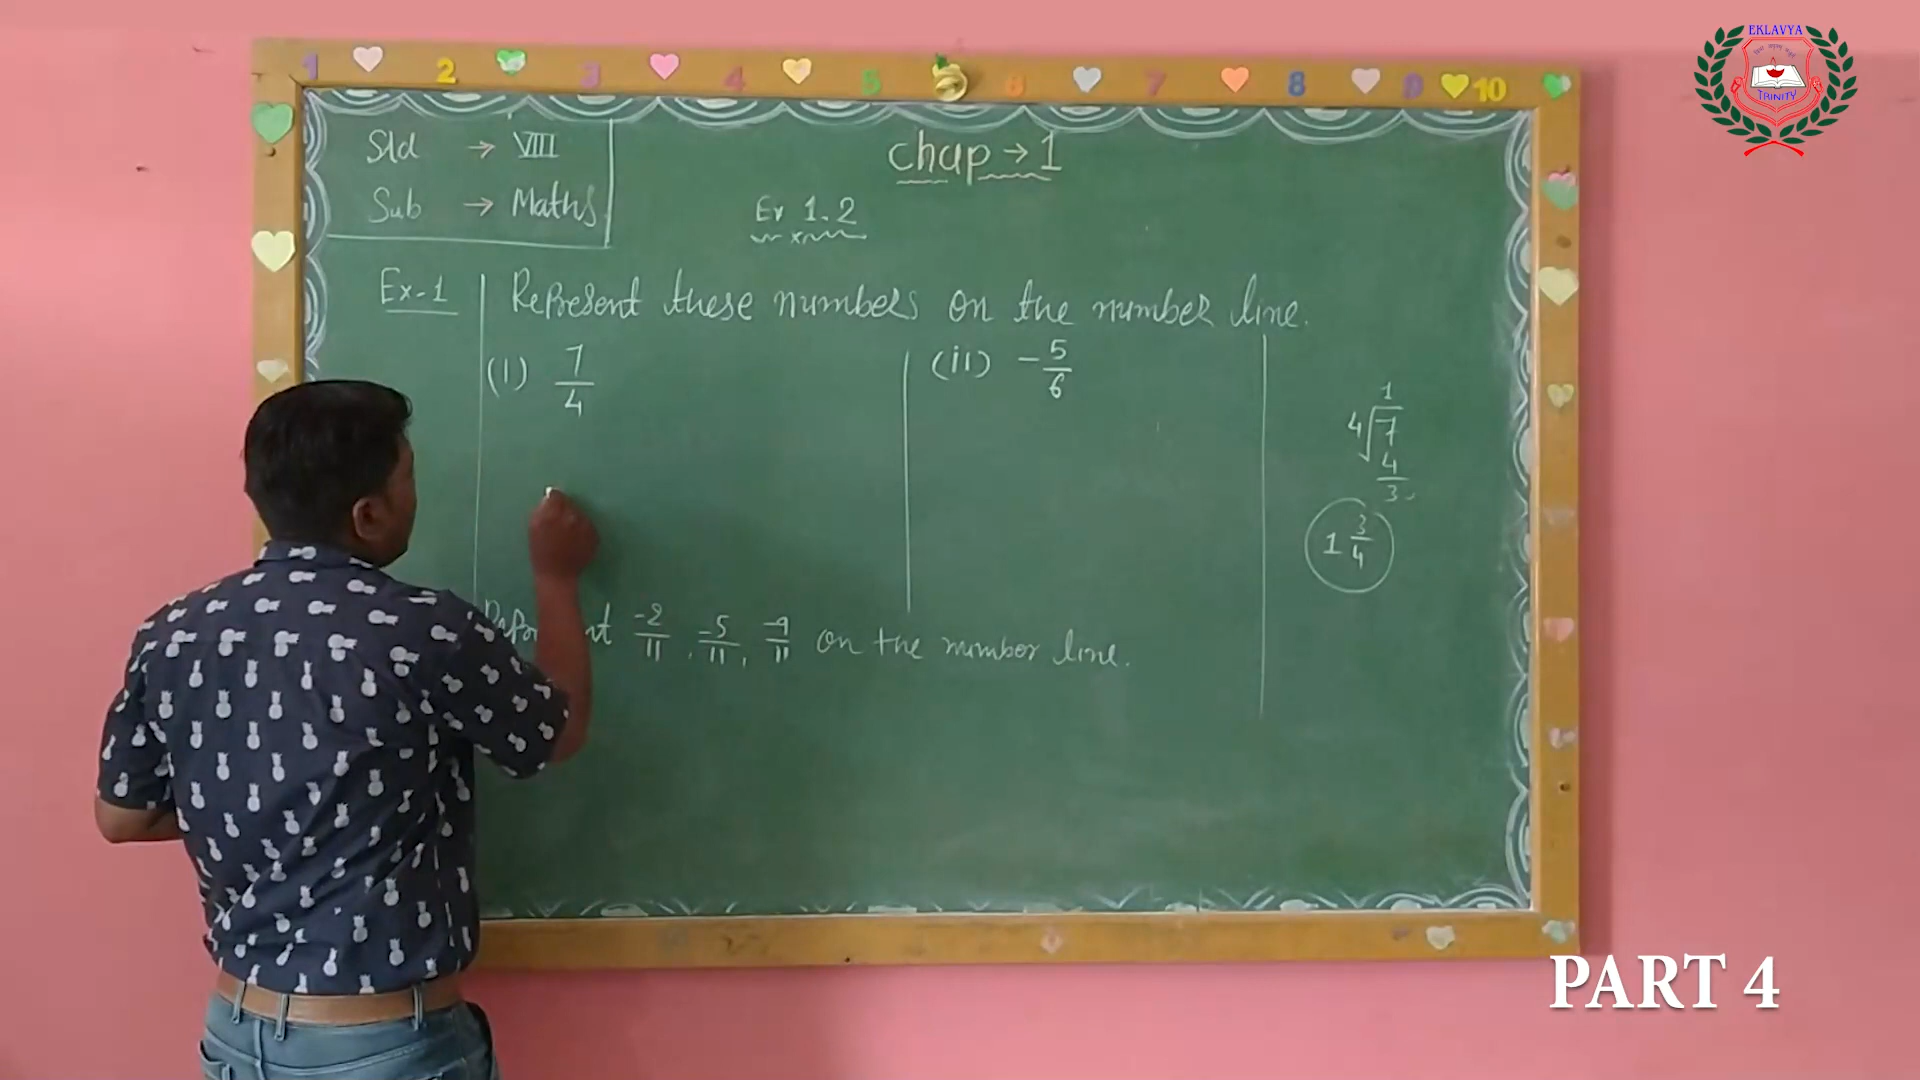 EKLAVYA
TRINITY
1 2 3 4 5 6 7 8 9 10
Std → VIII
Sub → Maths
Chap → 1
Ex 1.2
Ex-1 Represent these numbers on the number line.
(i) 7/4 (ii) -5/6
1
4 7
4
3
1 3/4
-2/11, -5/11, -9/11 on the number line.
PART 4